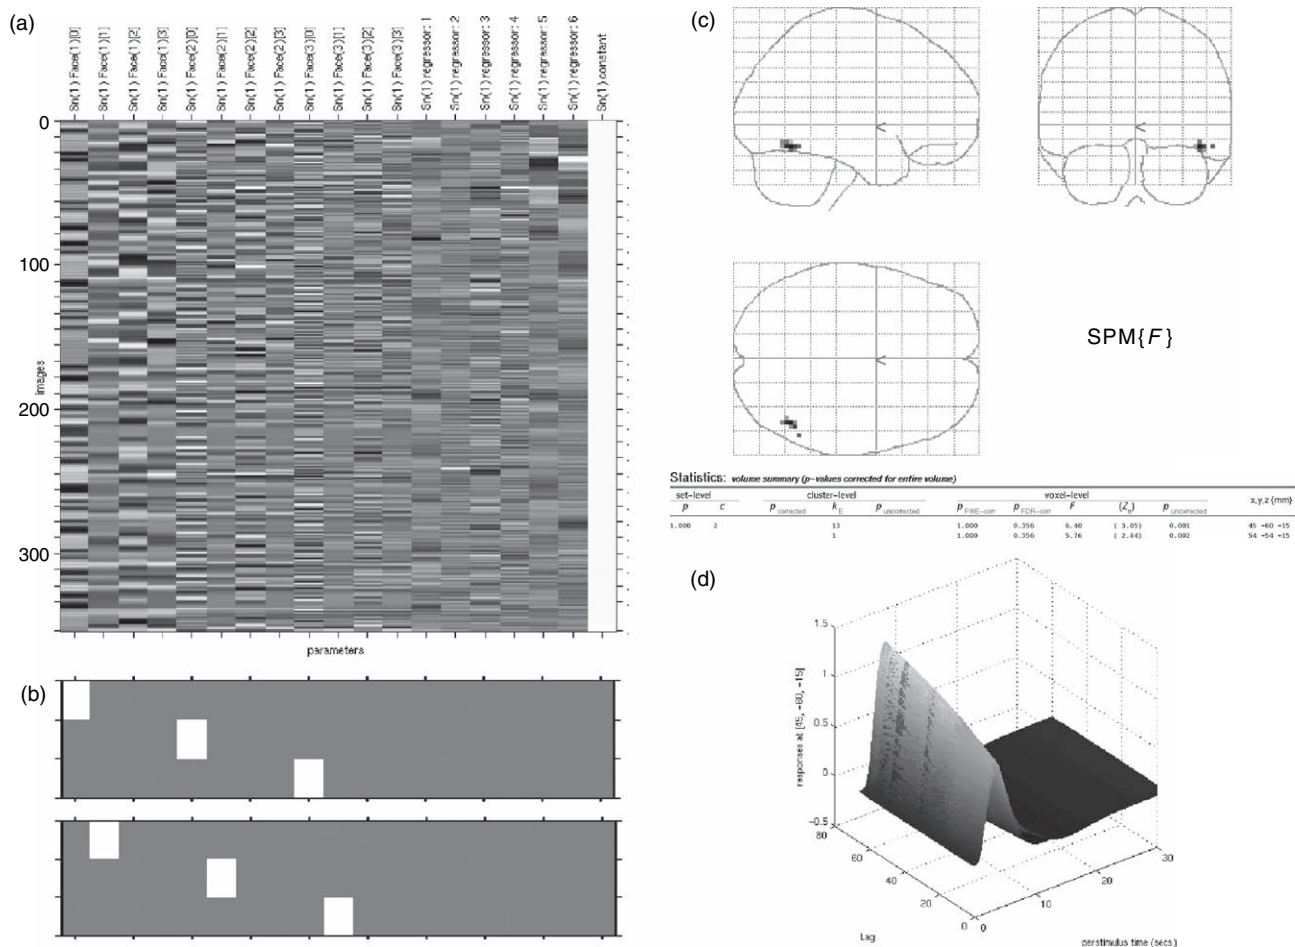 (a)
Sn(1) Face(1)[0]
Sn(1) Face(1)[1]
Sn(1) Face(1)[2]
Sn(1) Face(1)[3]
Sn(1) Face(2)[0]
Sn(1) Face(2)[1]
Sn(1) Face(2)[2]
Sn(1) Face(2)[3]
Sn(1) Face(3)[0]
Sn(1) Face(3)[1]
Sn(1) Face(3)[2]
Sn(1) Face(3)[3]
Sn(1) regressor: 1
Sn(1) regressor: 2
Sn(1) regressor: 3
Sn(1) regressor: 4
Sn(1) regressor: 5
Sn(1) regressor: 6
Sn(1) constant
0
100
200
300
images
parameters
(b)
(c)
<
<
<
SPM{F}
Statistics: volume summary (p-values corrected for entire volume)
set-level cluster-level voxel-level x,y,z {mm}
p c p corrected k E p uncorrected p FWE-corr p FDR-corr F (Z≡) p uncorrected
1.000 2 13 1.000 0.356 6.40 ( 3.05) 0.001 45 -60 -15
1 1.000 0.356 5.76 ( 2.84) 0.002 54 -54 -15
(d)
1.5
1
0.5
0
-0.5
responses at [45, -60, -15]
80
60
40
20
0
Lag
0
10
20
30
peristimulus time (secs.)